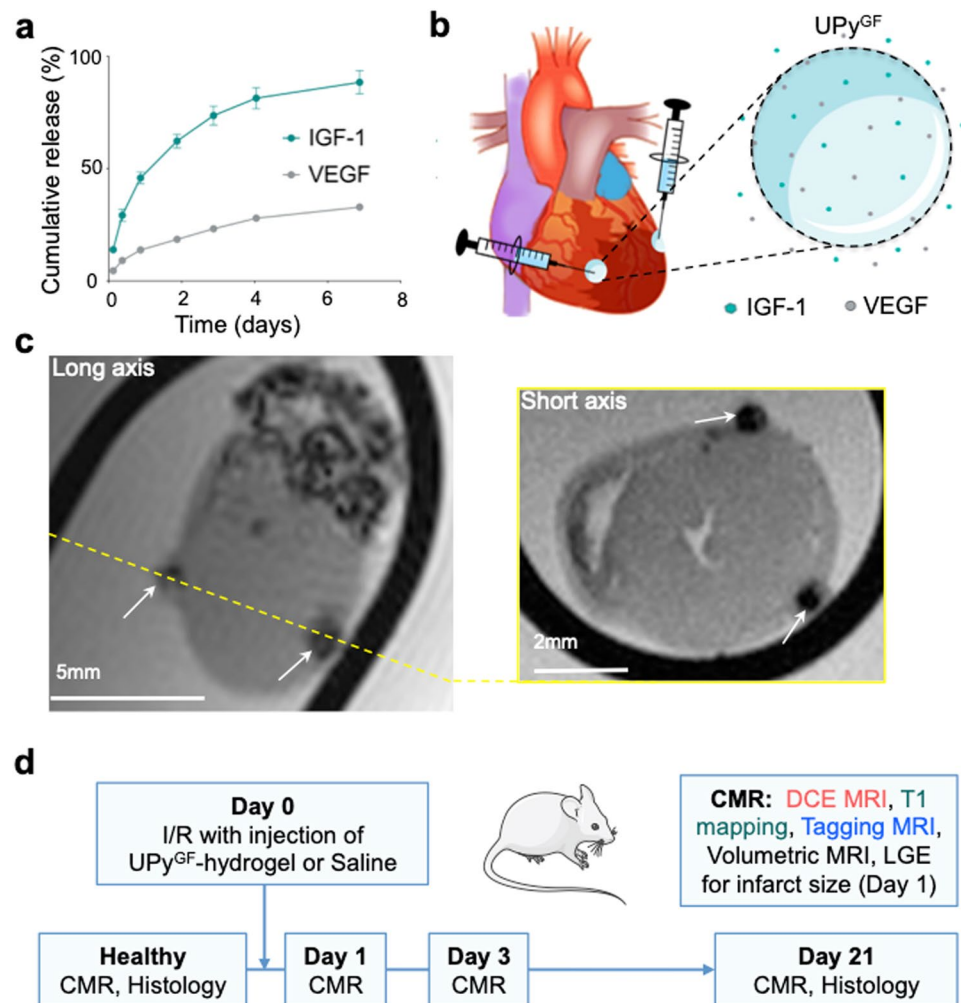 a
Cumulative release (%)
100
50
0
IGF-1
VEGF
0
2
4
6
8
Time (days)
b
UPyGF
IGF-1
VEGF
c
Long axis
5mm
Short axis
2mm
d
Day 0
I/R with injection of
UPyGF-hydrogel or Saline
CMR: DCE MRI, T1
mapping, Tagging MRI,
Volumetric MRI, LGE
for infarct size (Day 1)
Healthy
CMR, Histology
Day 1
CMR
Day 3
CMR
Day 21
CMR, Histology